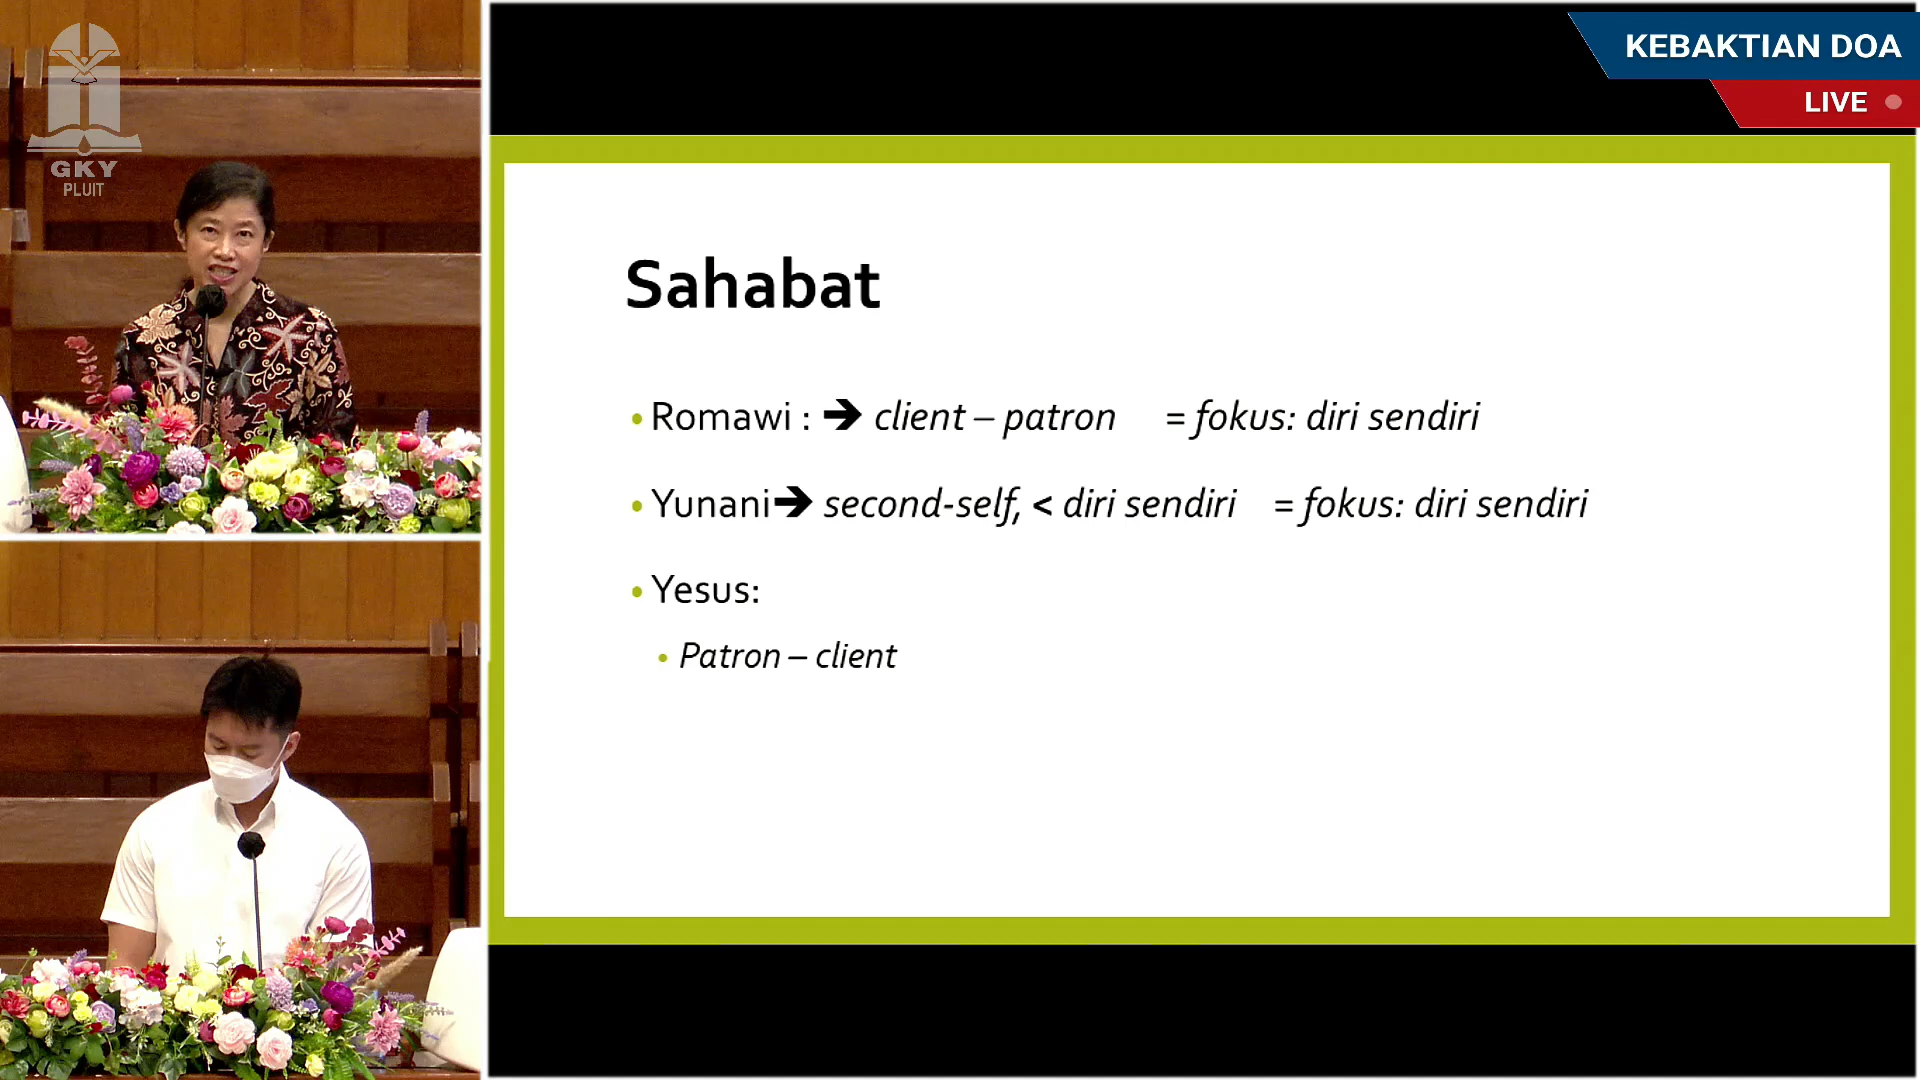 GKY
PLUIT
KEBAKTIAN DOA
LIVE
Sahabat
• Romawi : ➔ client – patron = fokus: diri sendiri
• Yunani➔ second-self, < diri sendiri = fokus: diri sendiri
• Yesus:
• Patron – client